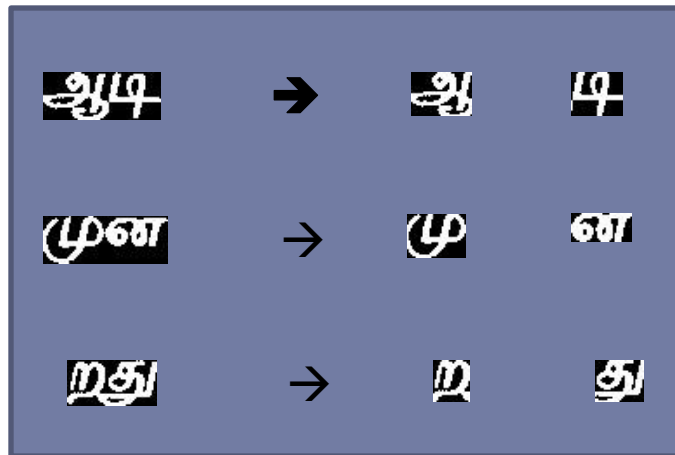 ஆடி ➔ ஆ டி
முன → மு ன
றது → ற து